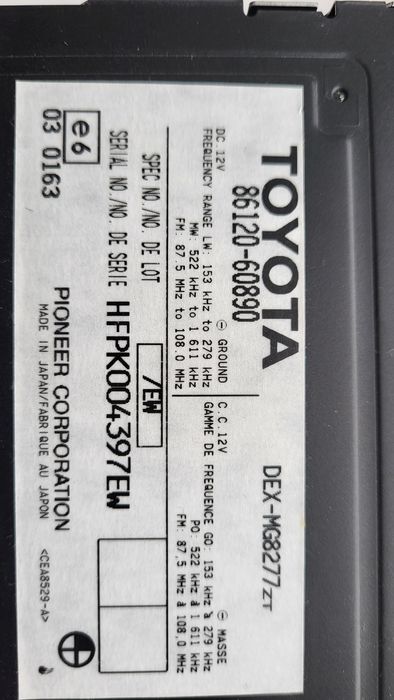 TOYOTA
86120-60890
DEX-MG8277ZT
DC 12V ⊖ GROUND
FREQUENCY RANGE LW: 153 kHz to 279 kHz
MW: 522 kHz to 1 611 kHz
FM: 87.5 MHz to 108.0 MHz
C.C. 12V ⊖ MASSE
GAMME DE FREQUENCE GO: 153 kHz à 279 kHz
PO: 522 kHz à 1 611 kHz
FM: 87,5 MHz à 108,0 MHz
SPEC NO./NO. DE LOT /EW
SERIAL NO./NO. DE SERIE HFPK004397EW
e6
03 0163
PIONEER CORPORATION
MADE IN JAPAN/FABRIQUE AU JAPON
<CEA8529-A>